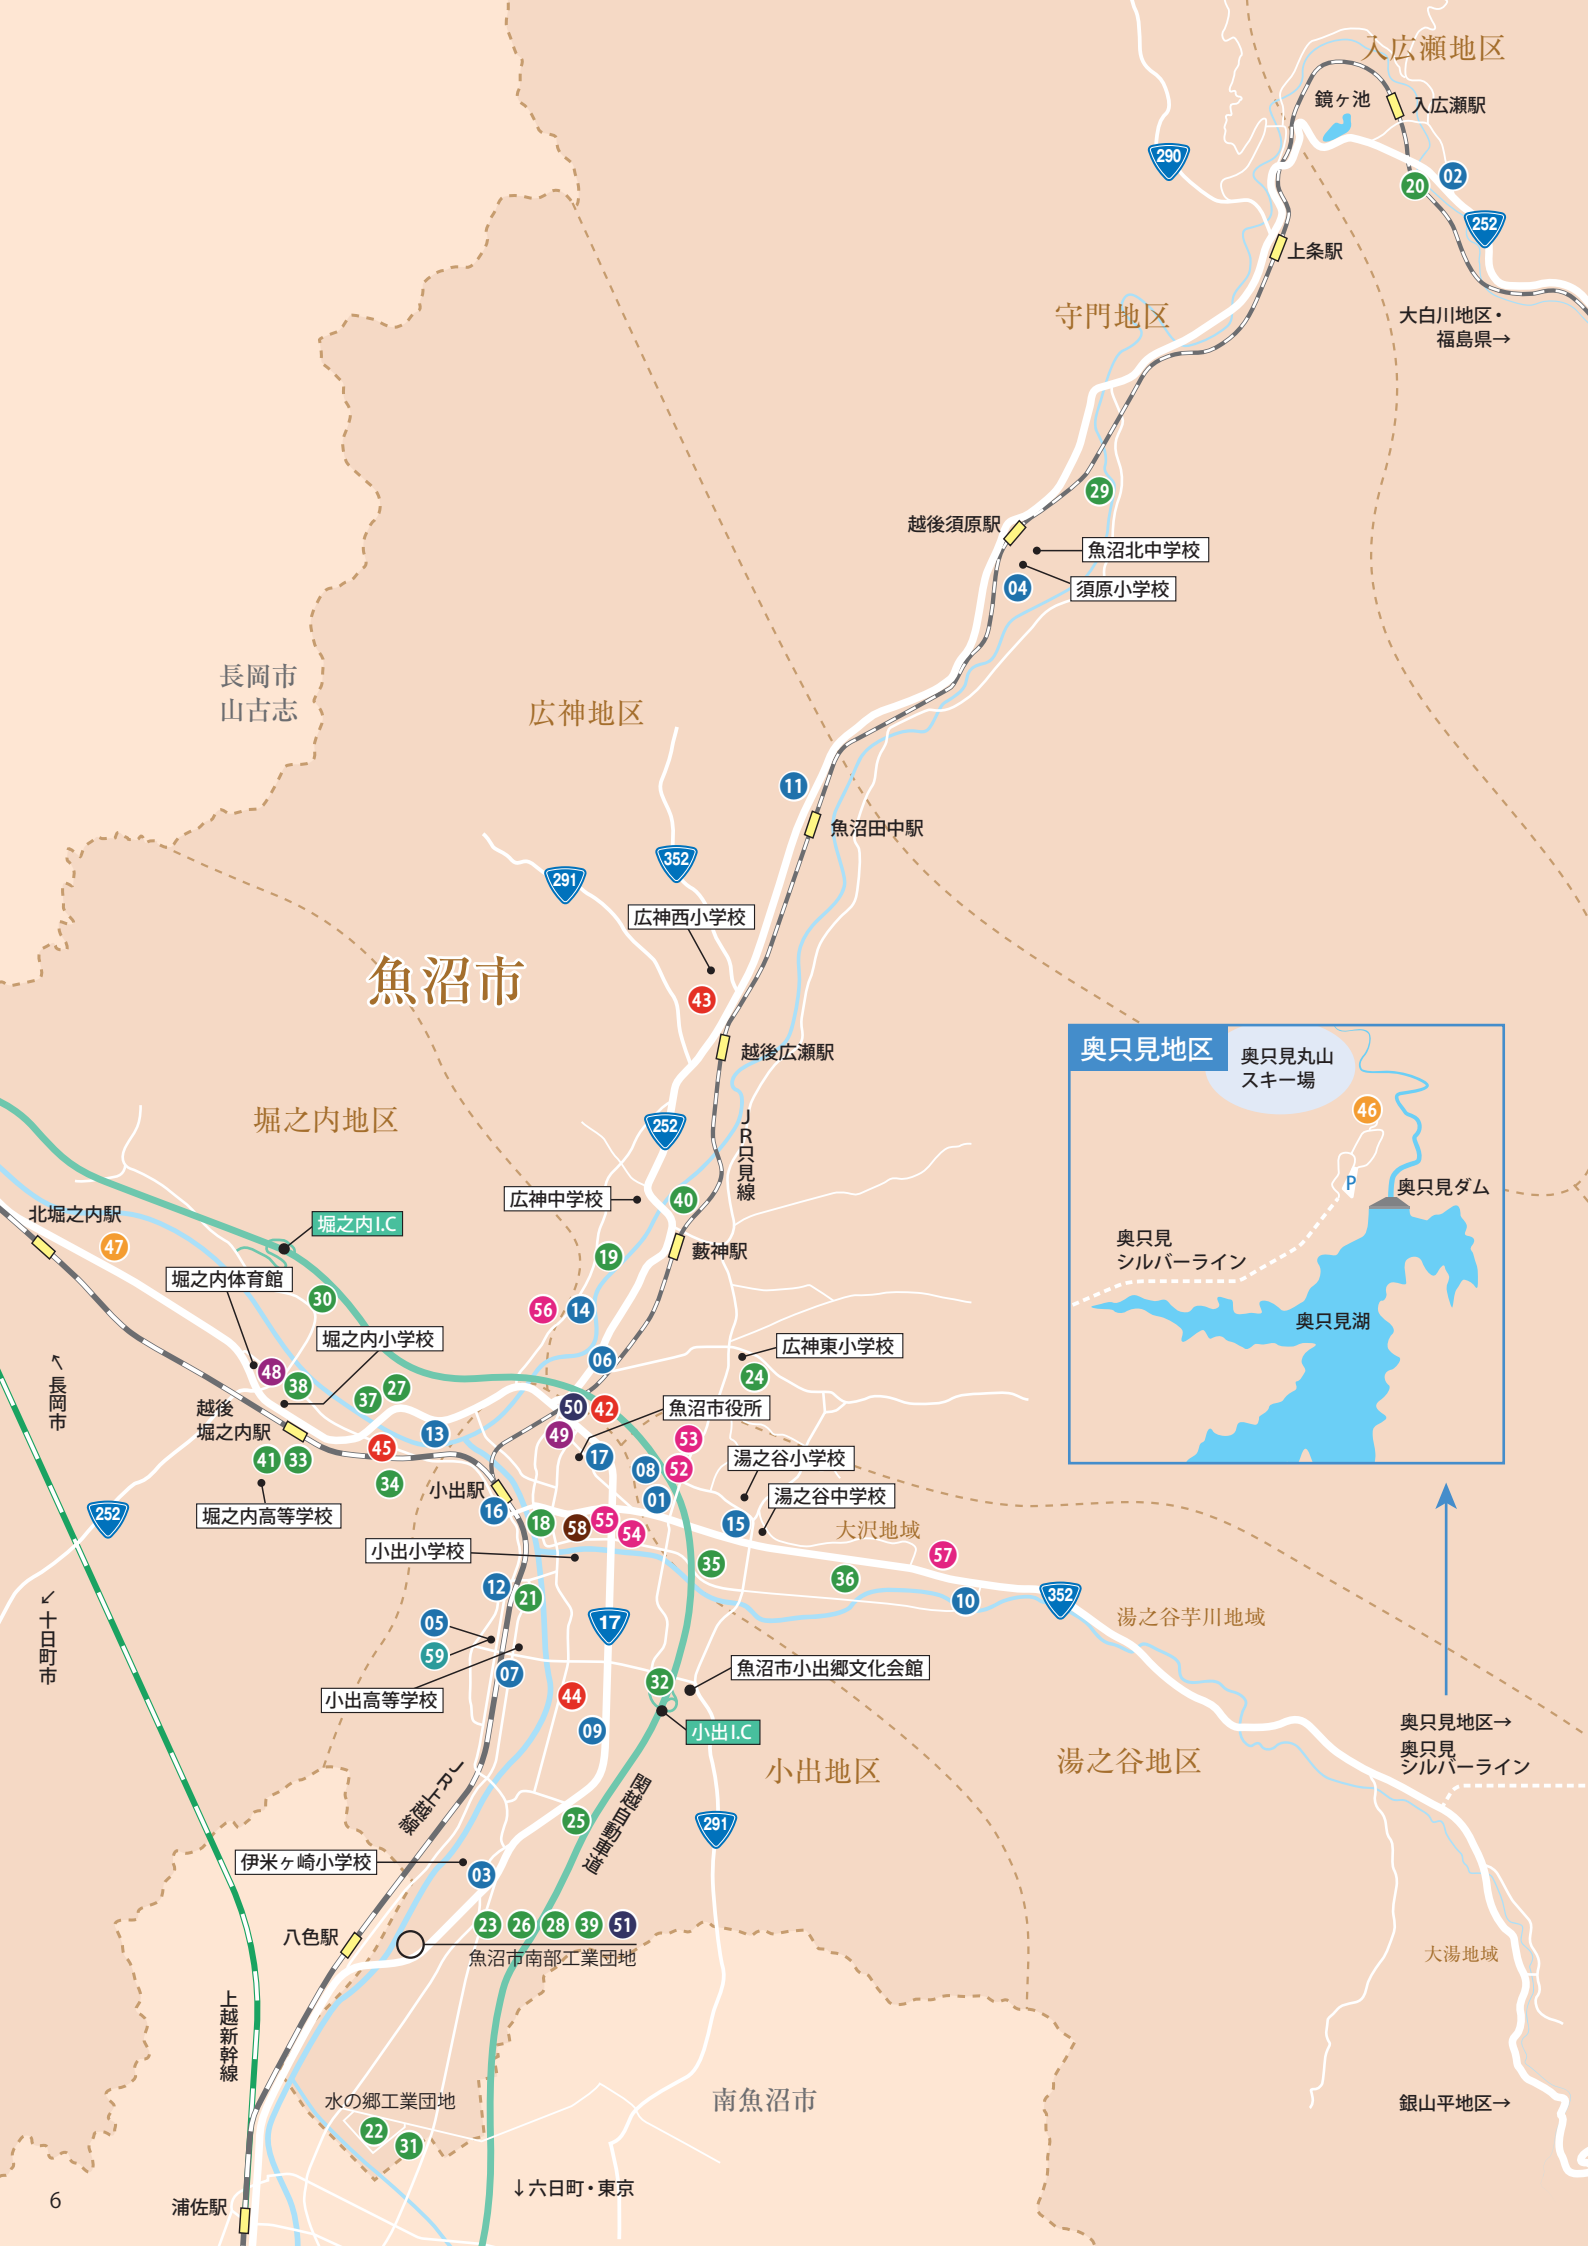 入広瀬地区
鏡ヶ池
入広瀬駅
290
20
02
252
上条駅
守門地区
大白川地区・
福島県→
29
越後須原駅
魚沼北中学校
04
須原小学校
長岡市
山古志
広神地区
11
魚沼田中駅
352
291
広神西小学校
魚沼市
43
越後広瀬駅
奥只見地区
奥只見丸山
スキー場
46
P
奥只見ダム
奥只見
シルバーライン
奥只見湖
堀之内地区
252
JR只見線
広神中学校
40
北堀之内駅
47
堀之内I.C
19
藪神駅
堀之内体育館
30
56
14
堀之内小学校
広神東小学校
↖長岡市
48
38
37
27
06
24
越後
堀之内駅
50
42
魚沼市役所
13
49
53
45
17
08
52
湯之谷小学校
41
33
34
小出駅
01
湯之谷中学校
252
堀之内高等学校
16
18
58
55
54
15
大沢地域
小出小学校
35
57
36
12
21
10
352
↙十日町市
05
17
湯之谷芋川地域
59
07
魚沼市小出郷文化会館
小出高等学校
44
32
09
小出I.C
奥只見地区→
奥只見
シルバーライン
小出地区
湯之谷地区
JR上越線
関越自動車道
25
291
伊米ヶ崎小学校
03
23
26
28
39
51
八色駅
魚沼市南部工業団地
大湯地域
上越新幹線
水の郷工業団地
南魚沼市
銀山平地区→
22
31
↓六日町・東京
6
浦佐駅